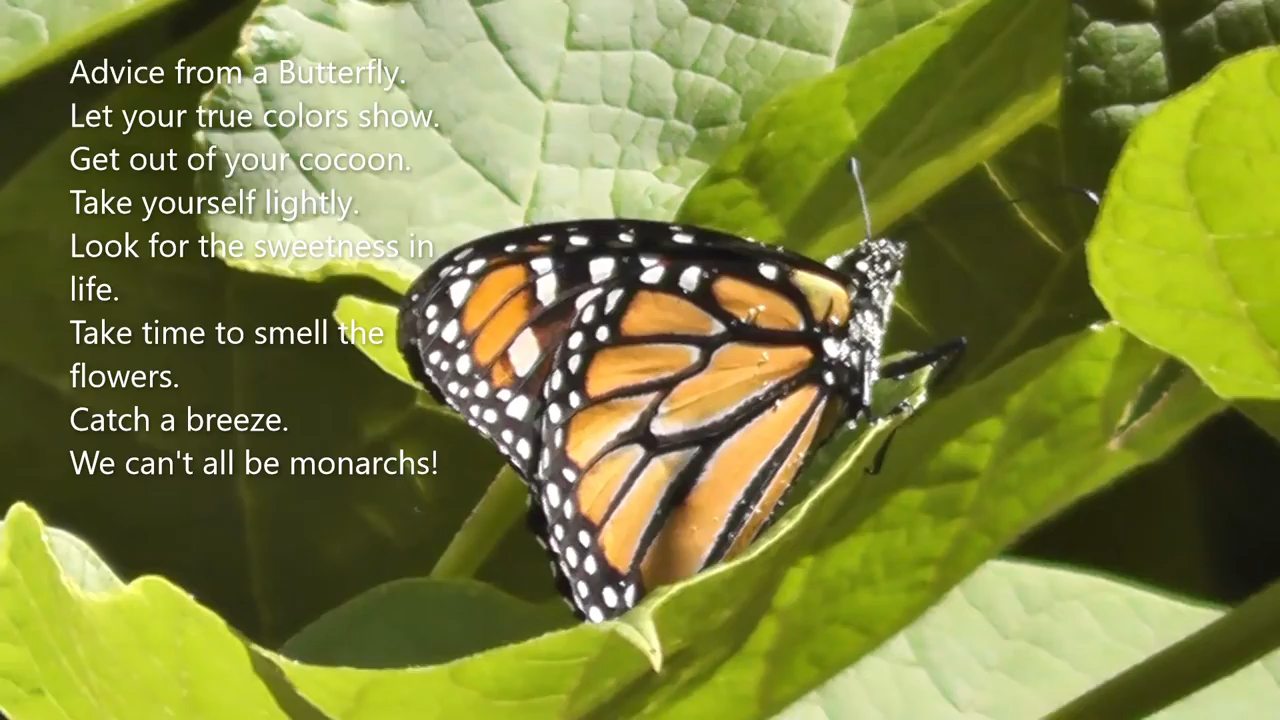 Advice from a Butterfly.
Let your true colors show.
Get out of your cocoon.
Take yourself lightly.
Look for the sweetness in
life.
Take time to smell the
flowers.
Catch a breeze.
We can't all be monarchs!